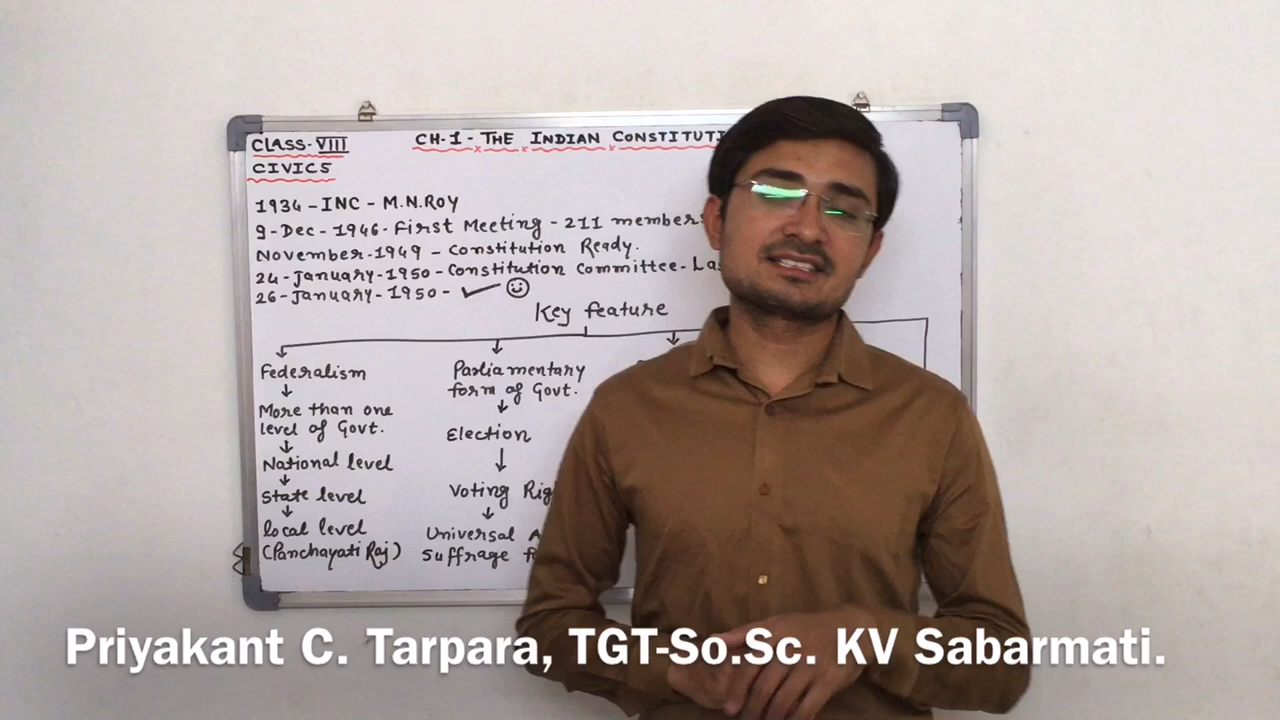 CLASS-VIII
CIVICS
CH-1-THE INDIAN CONSTITUTI
1934-INC-M.N.ROY
9-Dec-1946-First Meeting-211 members
November-1949-Constitution Ready.
24-January-1950-Constitution Committee-La
26-January-1950-
Key feature
Federalism
More than one
level of Govt.
National level
State level
local level
(Panchayati Raj)
Parliamentary
form of Govt.
Election
Voting Rig
Universal A
suffrage f
Priyakant C. Tarpara, TGT-So.Sc. KV Sabarmati.